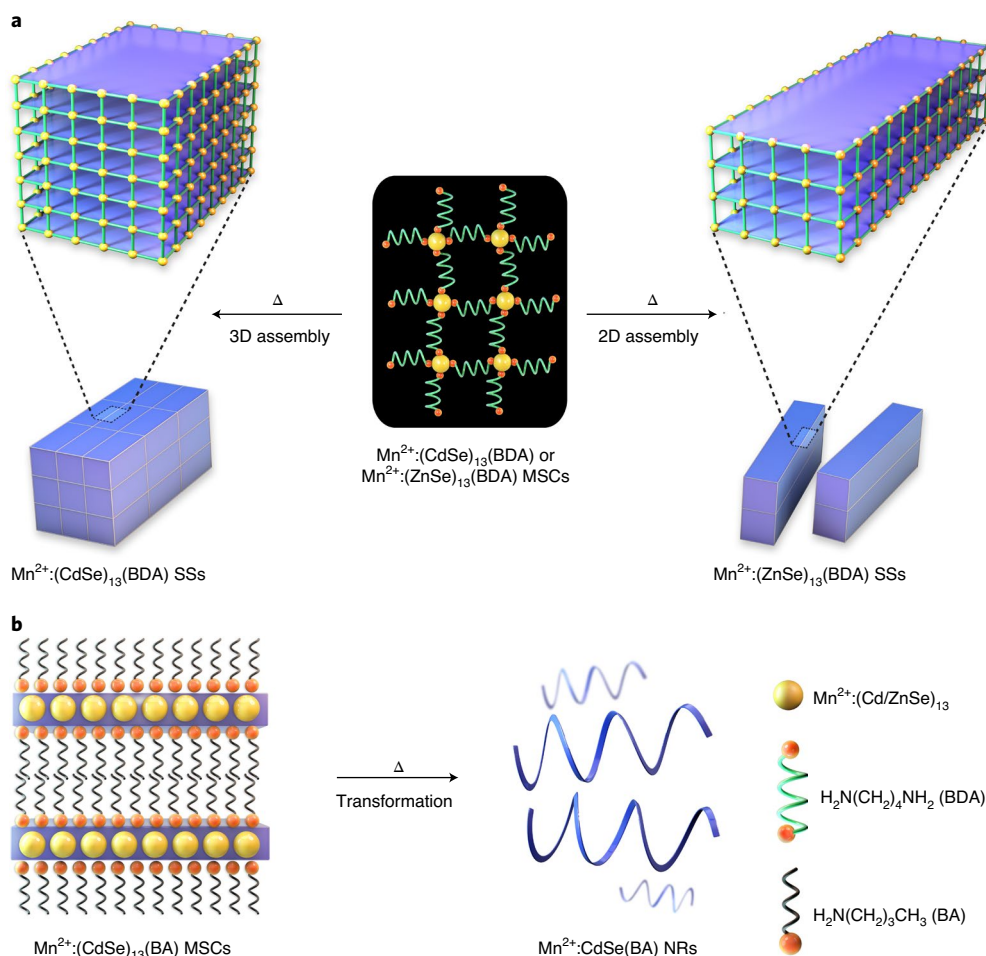 a
Δ
3D assembly
Δ
2D assembly
Mn²⁺:(CdSe)₁₃(BDA) or
Mn²⁺:(ZnSe)₁₃(BDA) MSCs
Mn²⁺:(CdSe)₁₃(BDA) SSs
Mn²⁺:(ZnSe)₁₃(BDA) SSs
b
Δ
Transformation
Mn²⁺:(Cd/ZnSe)₁₃
H₂N(CH₂)₄NH₂ (BDA)
H₂N(CH₂)₃CH₃ (BA)
Mn²⁺:(CdSe)₁₃(BA) MSCs
Mn²⁺:CdSe(BA) NRs